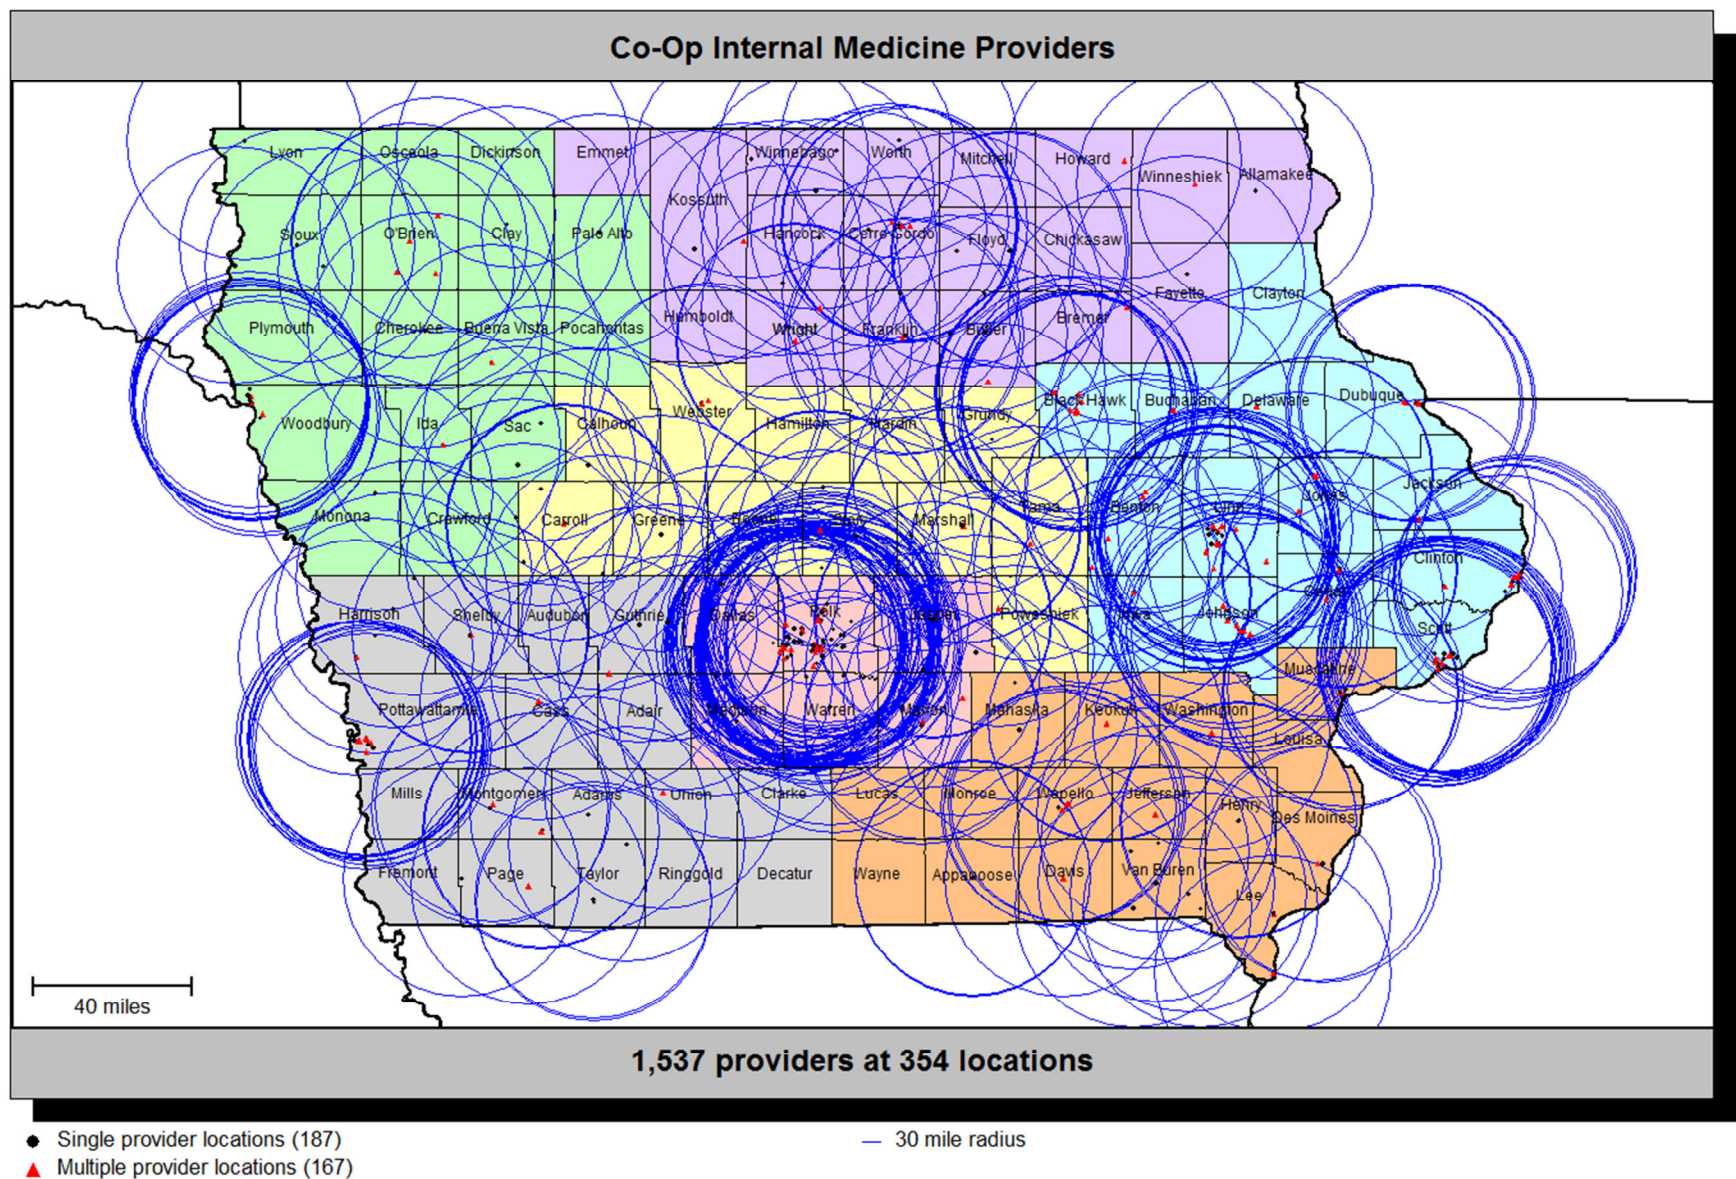 Co-Op Internal Medicine Providers
Lyon
Osceola
Dickinson
Emmet
Winnebago
Worth
Mitchell
Howard
Winneshiek
Allamakee
Kossuth
Sioux
O'Brien
Clay
Palo Alto
Hancock
Cerro Gordo
Floyd
Chickasaw
Fayette
Clayton
Plymouth
Cherokee
Buena Vista
Pocahontas
Humboldt
Wright
Franklin
Butler
Bremer
Woodbury
Ida
Sac
Calhoun
Webster
Hamilton
Hardin
Grundy
Black Hawk
Buchanan
Delaware
Dubuque
Monona
Crawford
Carroll
Greene
Boone
Story
Marshall
Tama
Benton
Linn
Jones
Jackson
Clinton
Harrison
Shelby
Audubon
Guthrie
Dallas
Polk
Jasper
Poweshiek
Iowa
Johnson
Cedar
Scott
Muscatine
Pottawattamie
Cass
Adair
Madison
Warren
Marion
Mahaska
Keokuk
Washington
Louisa
Mills
Montgomery
Adams
Union
Clarke
Lucas
Monroe
Wapello
Jefferson
Henry
Des Moines
Fremont
Page
Taylor
Ringgold
Decatur
Wayne
Appanoose
Davis
Van Buren
Lee
40 miles
1,537 providers at 354 locations
Single provider locations (187)
30 mile radius
Multiple provider locations (167)